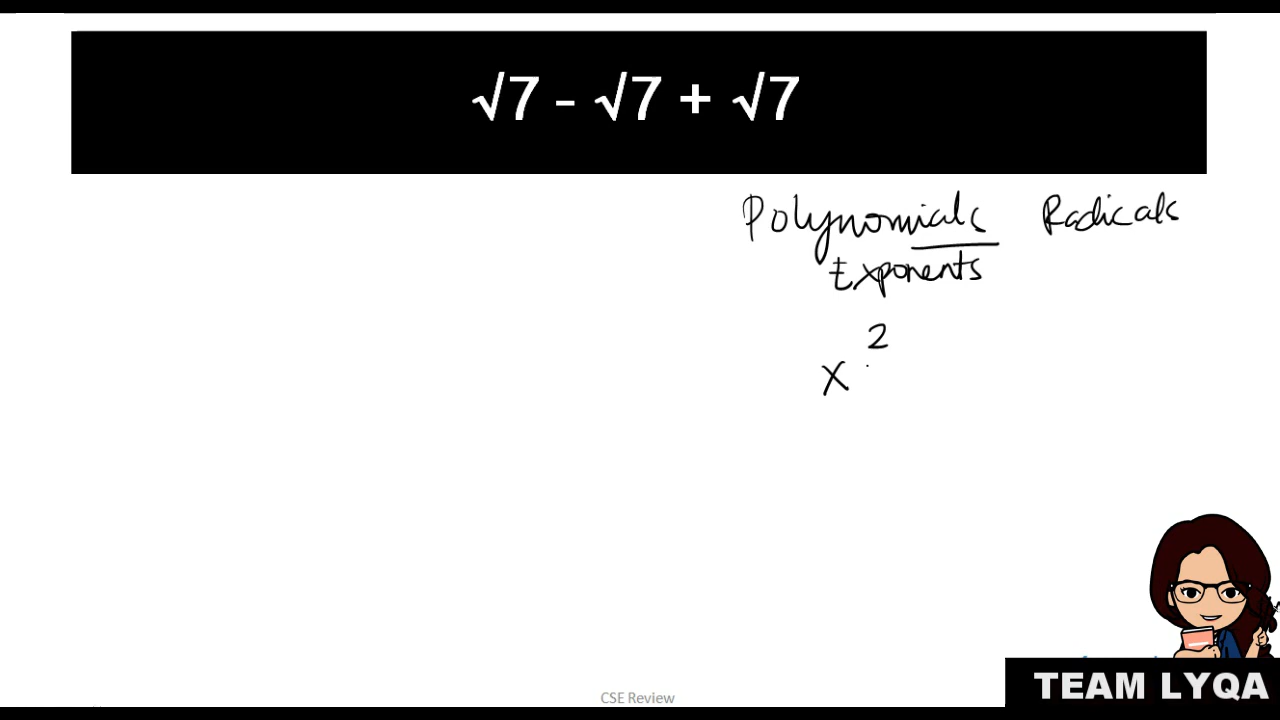 √7 - √7 + √7
Polynomials Radicals
Exponents
2
X
CSE Review
TEAM LYQA